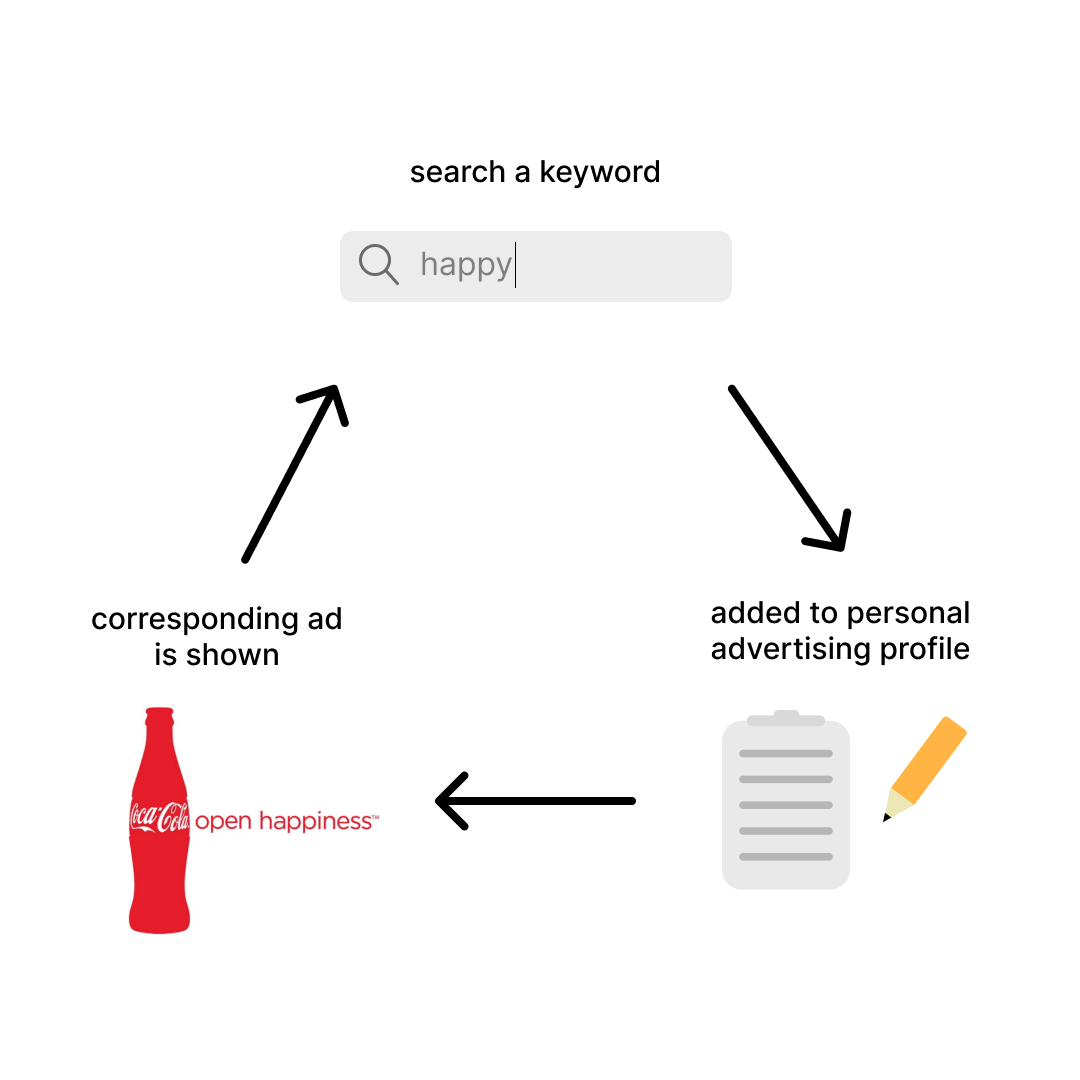 search a keyword
happy
corresponding ad
is shown
added to personal
advertising profile
Coca-Cola
open happiness™